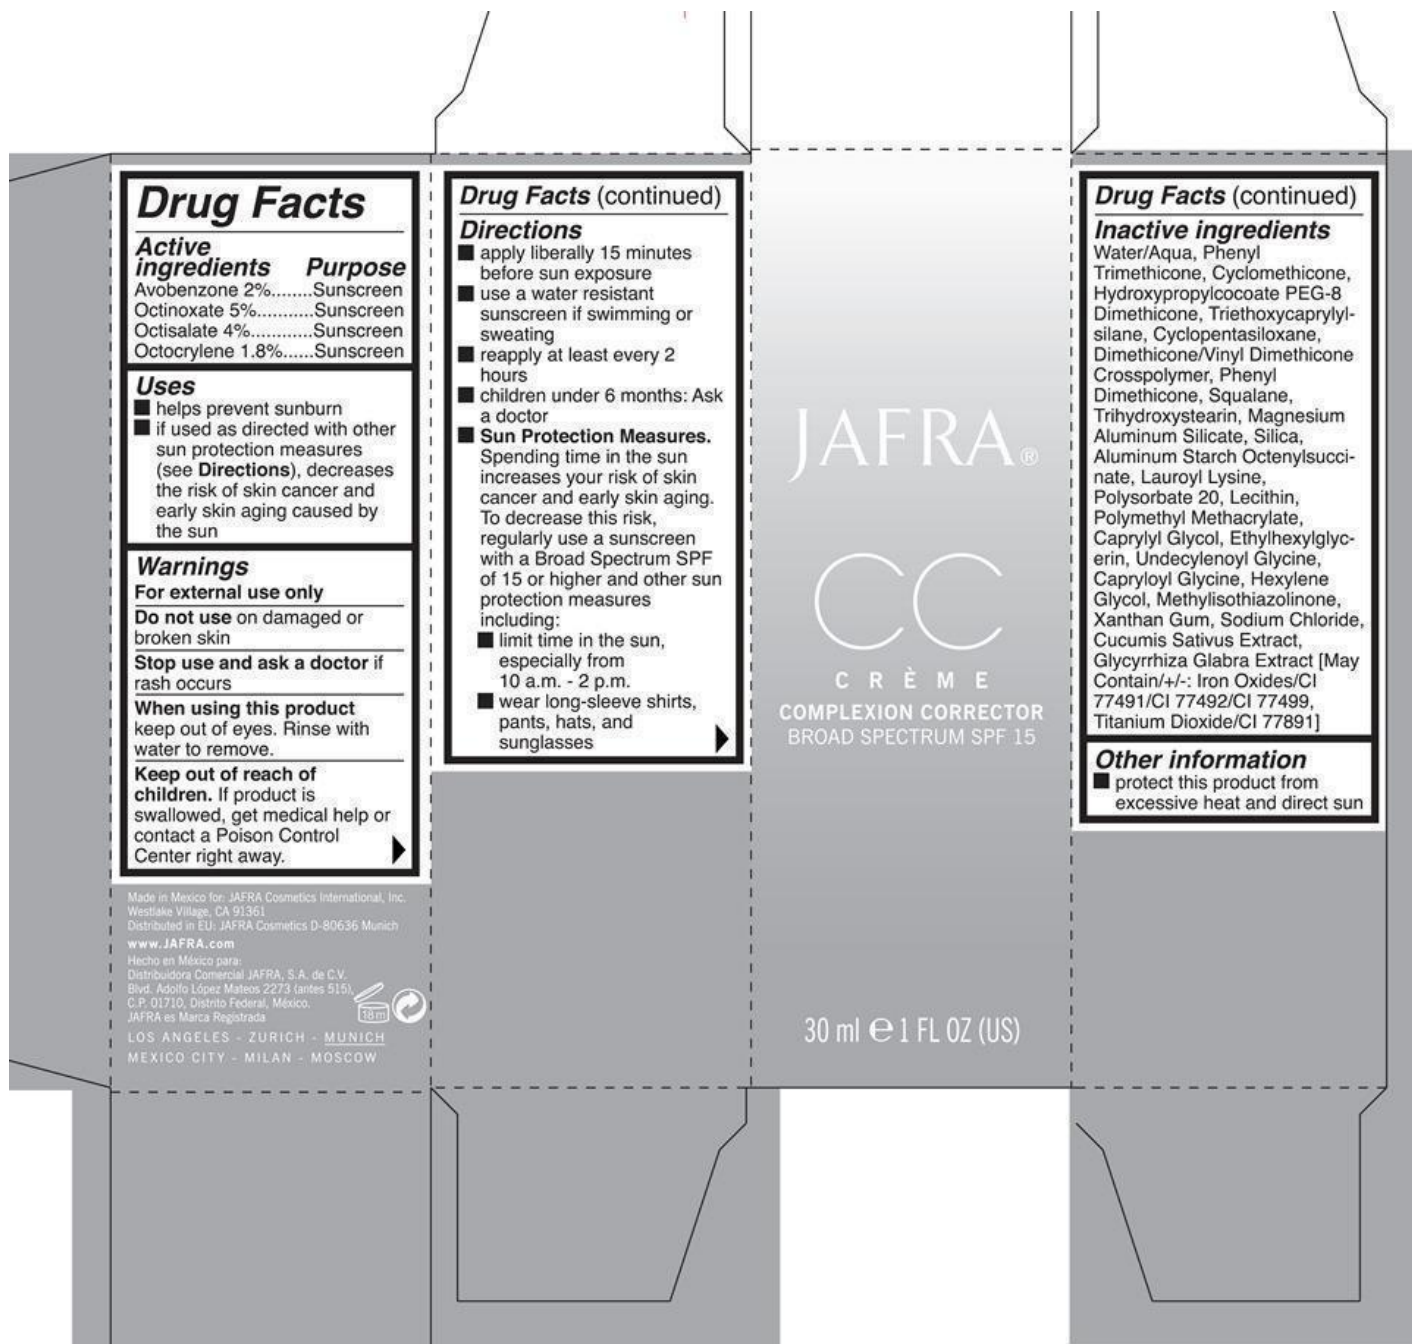 Drug Facts
Active
ingredients Purpose
Avobenzone 2%........Sunscreen
Octinoxate 5%...........Sunscreen
Octisalate 4%............Sunscreen
Octocrylene 1.8%......Sunscreen
Uses
■ helps prevent sunburn
■ if used as directed with other
sun protection measures
(see Directions), decreases
the risk of skin cancer and
early skin aging caused by
the sun
Warnings
For external use only
Do not use on damaged or
broken skin
Stop use and ask a doctor if
rash occurs
When using this product
keep out of eyes. Rinse with
water to remove.
Keep out of reach of
children. If product is
swallowed, get medical help or
contact a Poison Control
Center right away.
Made in Mexico for: JAFRA Cosmetics International, Inc.
Westlake Village, CA 91361
Distributed in EU: JAFRA Cosmetics D-80636 Munich
www.JAFRA.com
Hecho en México para:
Distribuidora Comercial JAFRA, S.A. de C.V.
Blvd. Adolfo López Mateos 2273 (antes 515),
C.P. 01710, Distrito Federal, México.
JAFRA es Marca Registrada
18m
LOS ANGELES - ZURICH - MUNICH
MEXICO CITY - MILAN - MOSCOW
Drug Facts (continued)
Directions
■ apply liberally 15 minutes
before sun exposure
■ use a water resistant
sunscreen if swimming or
sweating
■ reapply at least every 2
hours
■ children under 6 months: Ask
a doctor
■ Sun Protection Measures.
Spending time in the sun
increases your risk of skin
cancer and early skin aging.
To decrease this risk,
regularly use a sunscreen
with a Broad Spectrum SPF
of 15 or higher and other sun
protection measures
including:
■ limit time in the sun,
especially from
10 a.m. - 2 p.m.
■ wear long-sleeve shirts,
pants, hats, and
sunglasses
JAFRA®
CC
CRÈME
COMPLEXION CORRECTOR
BROAD SPECTRUM SPF 15
30 ml e 1 FL OZ (US)
Drug Facts (continued)
Inactive ingredients
Water/Aqua, Phenyl
Trimethicone, Cyclomethicone,
Hydroxypropylcocoate PEG-8
Dimethicone, Triethoxycaprylyl-
silane, Cyclopentasiloxane,
Dimethicone/Vinyl Dimethicone
Crosspolymer, Phenyl
Dimethicone, Squalane,
Trihydroxystearin, Magnesium
Aluminum Silicate, Silica,
Aluminum Starch Octenylsucci-
nate, Lauroyl Lysine,
Polysorbate 20, Lecithin,
Polymethyl Methacrylate,
Caprylyl Glycol, Ethylhexylglyc-
erin, Undecylenoyl Glycine,
Capryloyl Glycine, Hexylene
Glycol, Methylisothiazolinone,
Xanthan Gum, Sodium Chloride,
Cucumis Sativus Extract,
Glycyrrhiza Glabra Extract [May
Contain/+/-: Iron Oxides/CI
77491/CI 77492/CI 77499,
Titanium Dioxide/CI 77891]
Other information
■ protect this product from
excessive heat and direct sun